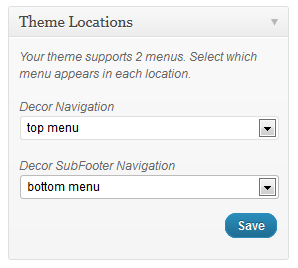 Theme Locations
Your theme supports 2 menus. Select which
menu appears in each location.
Decor Navigation
top menu
Decor SubFooter Navigation
bottom menu
Save